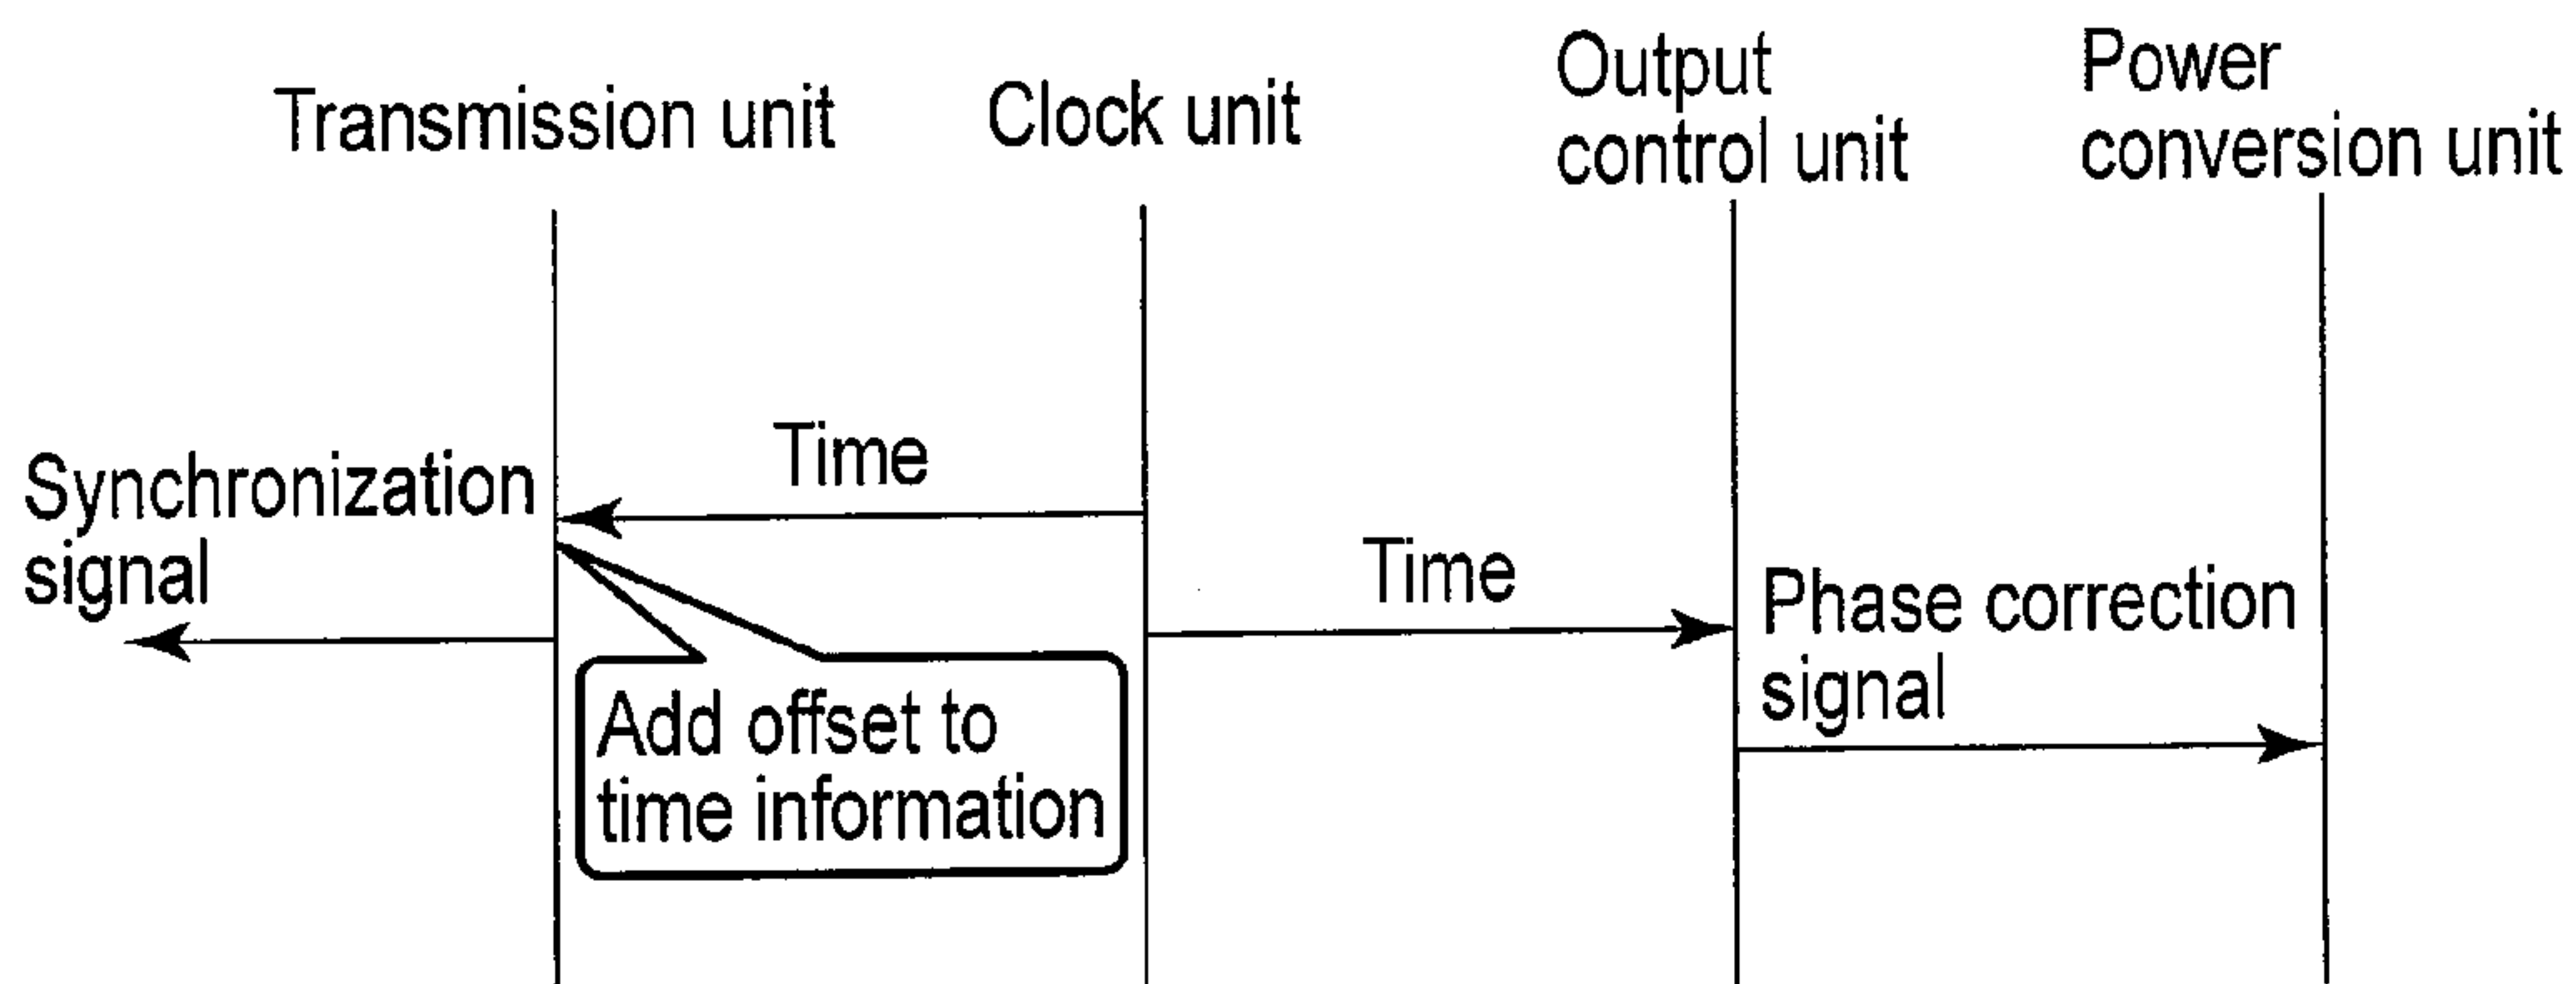 Transmission unit
Clock unit
Output
control unit
Power
conversion unit
Synchronization
signal
Time
Time
Phase correction
signal
Add offset to
time information